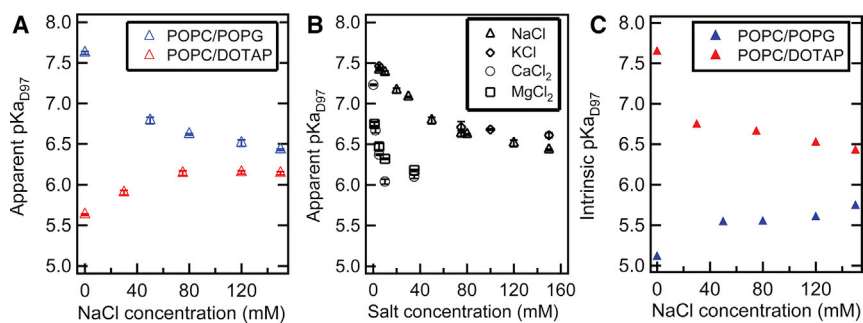 A
Apparent pKaD97
8.0
7.5
7.0
6.5
6.0
5.5
5.0
POPC/POPG
POPC/DOTAP
0 40 80 120
NaCl concentration (mM)
B
Apparent pKaD97
8.0
7.5
7.0
6.5
6.0
5.5
5.0
NaCl
KCl
CaCl2
MgCl2
0 40 80 120 160
Salt concentration (mM)
C
Intrinsic pKaD97
8.0
7.5
7.0
6.5
6.0
5.5
5.0
POPC/POPG
POPC/DOTAP
0 40 80 120
NaCl concentration (mM)